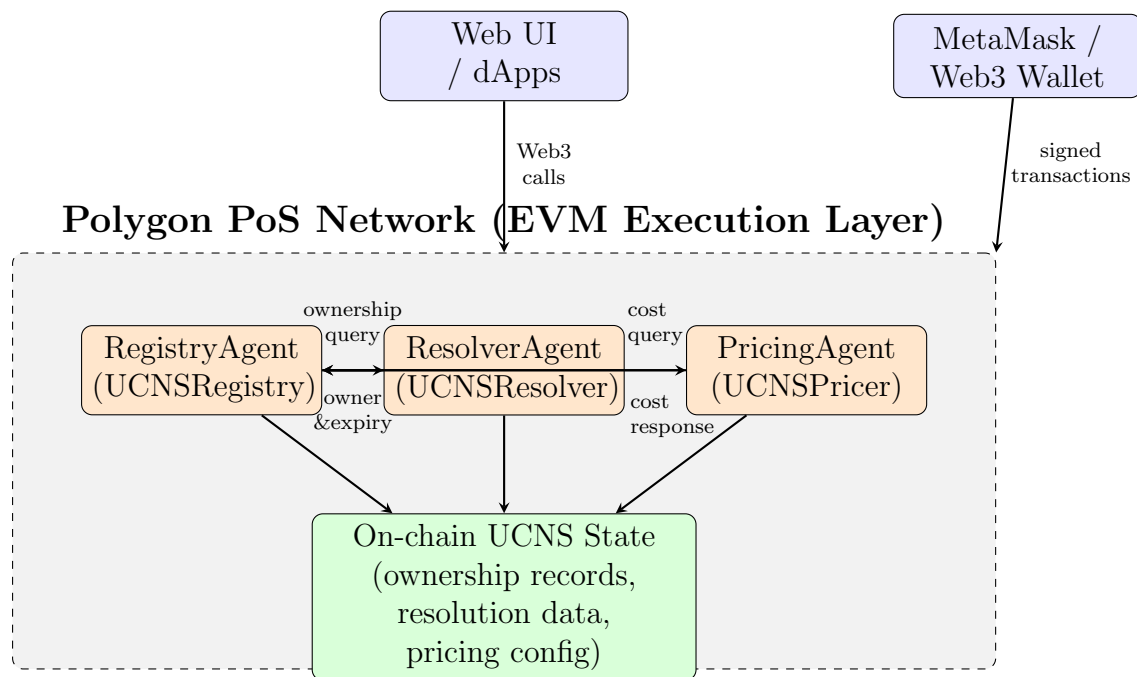 Web UI
/ dApps
MetaMask /
Web3 Wallet
Web3
calls
signed
transactions
Polygon PoS Network (EVM Execution Layer)
ownership
query
cost
query
RegistryAgent
(UCNSRegistry)
ResolverAgent
(UCNSResolver)
PricingAgent
(UCNSPricer)
owner
&expiry
cost
response
On-chain UCNS State
(ownership records,
resolution data,
pricing config)